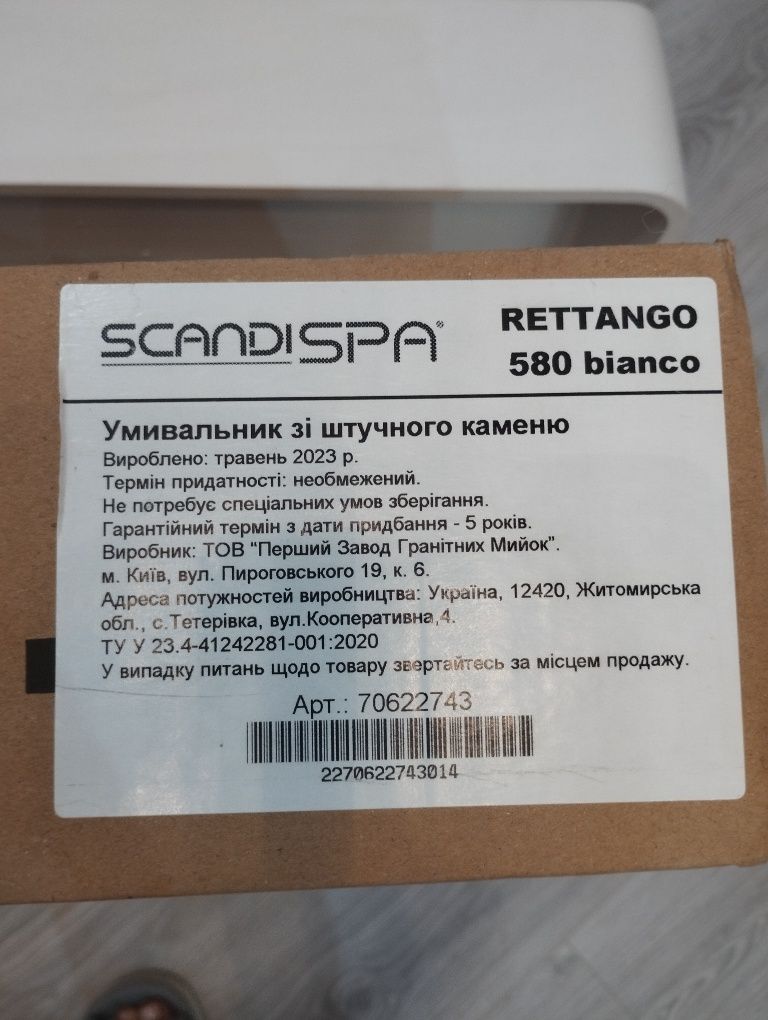 SCANDISPA®
RETTANGO
580 bianco
Умивальник зі штучного каменю
Вироблено: травень 2023 р.
Термін придатності: необмежений.
Не потребує спеціальних умов зберігання.
Гарантійний термін з дати придбання - 5 років.
Виробник: ТОВ "Перший Завод Гранітних Мийок".
м. Київ, вул. Пироговського 19, к. 6.
Адреса потужностей виробництва: Україна, 12420, Житомирська
обл., с.Тетерівка, вул.Кооперативна,4.
ТУ У 23.4-41242281-001:2020
У випадку питань щодо товару звертайтесь за місцем продажу.
Арт.: 70622743
2270622743014